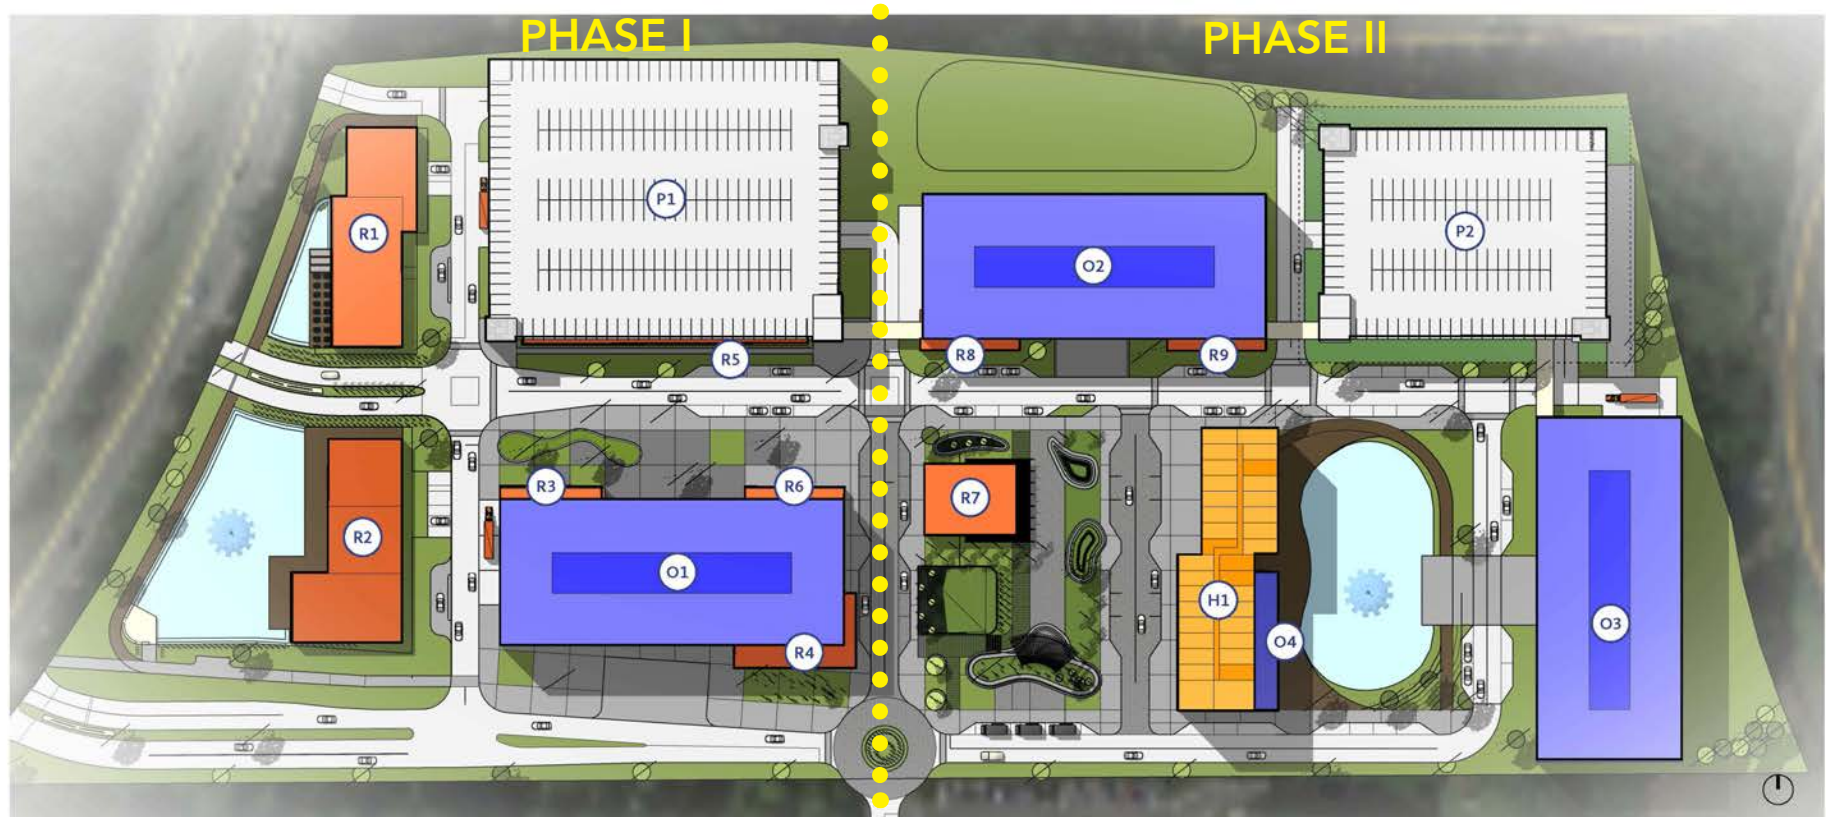 PHASE I
PHASE II
P1
R1
P2
O2
R5
R8
R9
R3
R6
R7
R2
O1
H1
O3
O4
R4